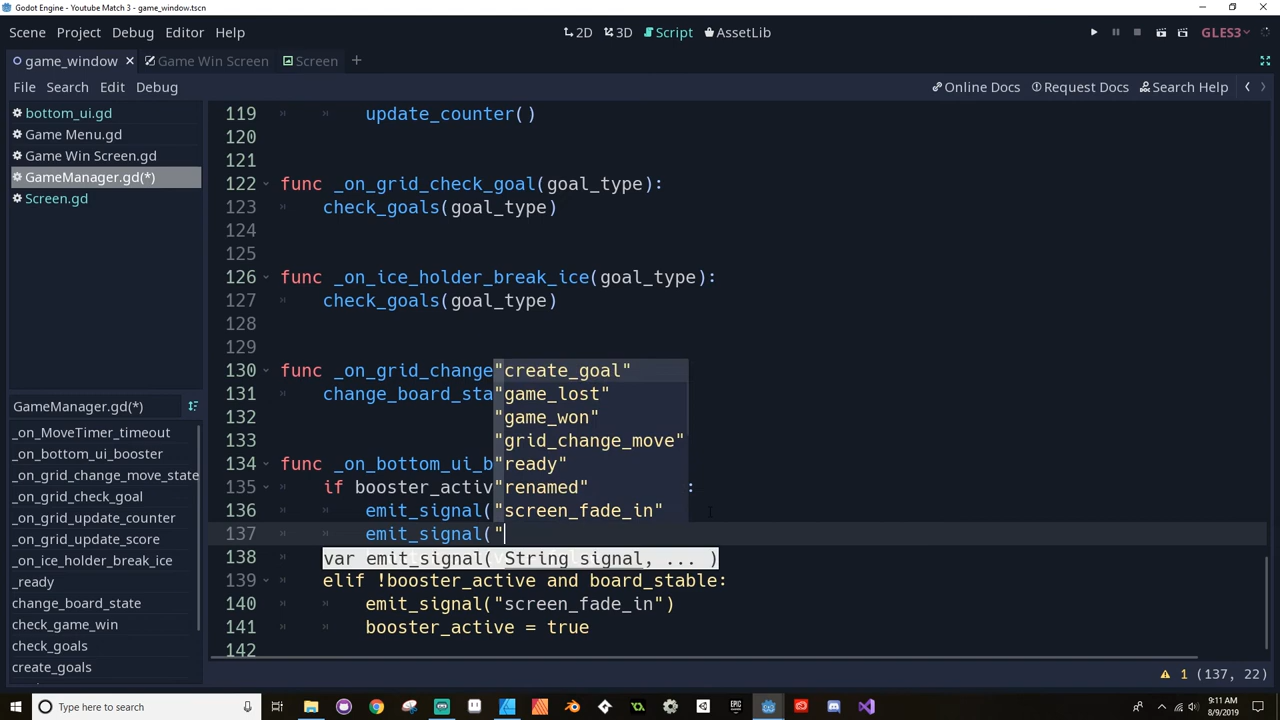 Godot Engine - Youtube Match 3 - game_window.tscn
Scene Project Debug Editor Help
2D 3D Script AssetLib
GLES3
game_window
Game Win Screen
Screen
File Search Edit Debug
Online Docs Request Docs Search Help
bottom_ui.gd
Game Menu.gd
Game Win Screen.gd
GameManager.gd(*)
Screen.gd
GameManager.gd(*)
_on_MoveTimer_timeout
_on_bottom_ui_booster
_on_grid_change_move_state
_on_grid_check_goal
_on_grid_update_counter
_on_grid_update_score
_on_ice_holder_break_ice
_ready
change_board_state
check_game_win
check_goals
create_goals
119 update_counter()
120
121
122 func _on_grid_check_goal(goal_type):
123 check_goals(goal_type)
124
125
126 func _on_ice_holder_break_ice(goal_type):
127 check_goals(goal_type)
128
129
130 func _on_grid_change
131 change_board_sta
132
133
134 func _on_bottom_ui_b
135 if booster_activ :
136 emit_signal(
137 emit_signal("
138
139 elif !booster_active and board_stable:
140 emit_signal("screen_fade_in")
141 booster_active = true
142
"create_goal"
"game_lost"
"game_won"
"grid_change_move"
"ready"
"renamed"
"screen_fade_in"
var emit_signal(String signal, ... )
1 (137, 22)
Type here to search
9:11 AM
8/9/2019